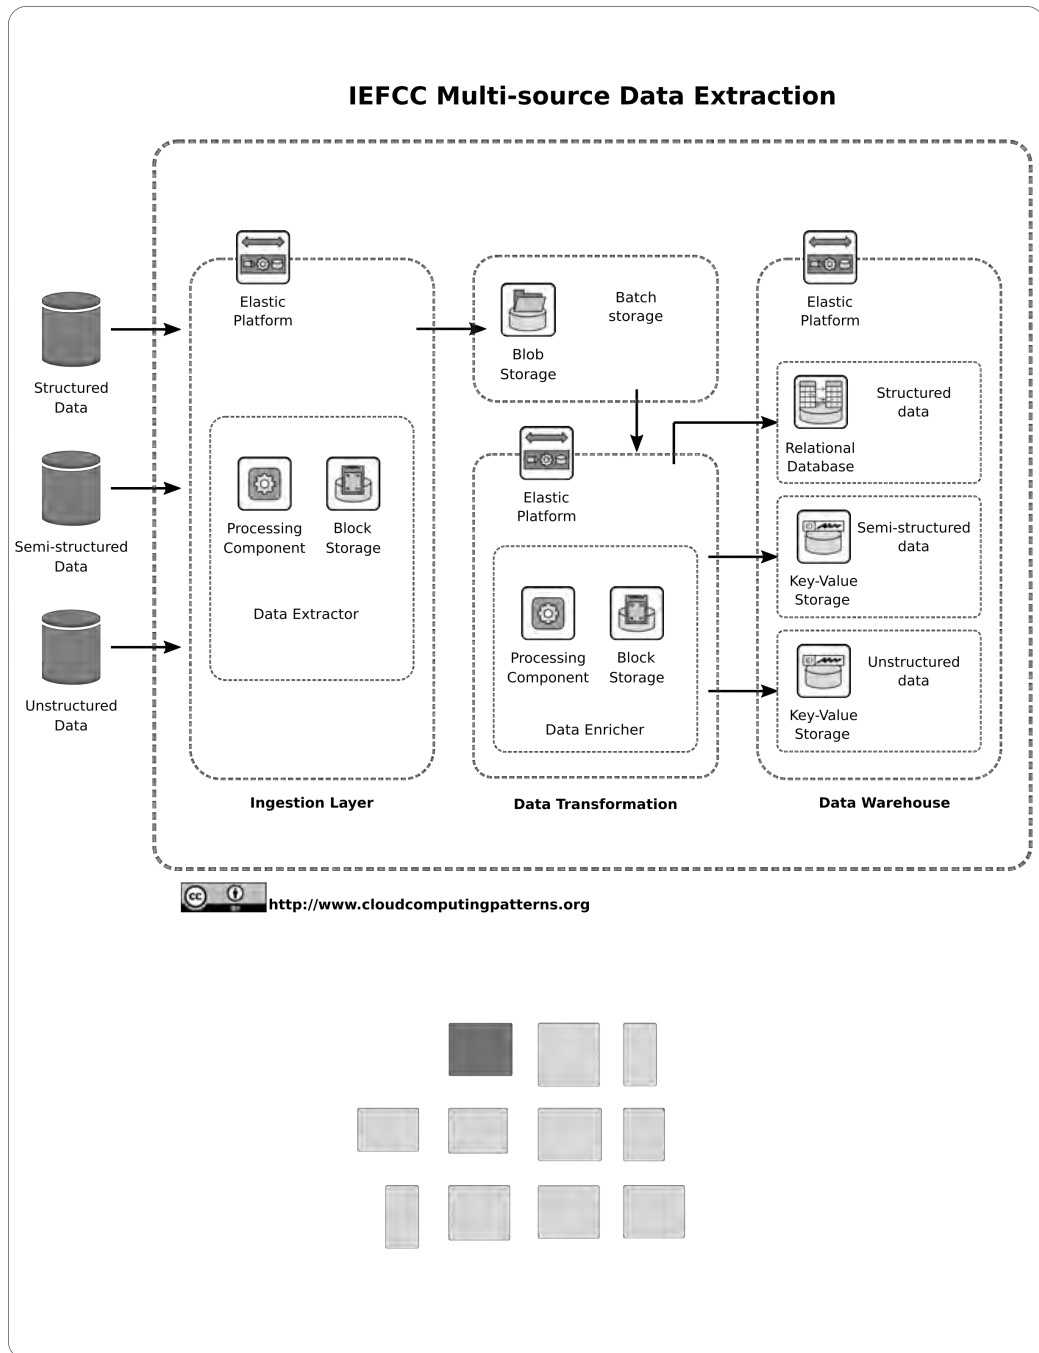 IEFCC Multi-source Data Extraction
Structured
Data
Semi-structured
Data
Unstructured
Data
Elastic
Platform
Processing
Component
Block
Storage
Data Extractor
Ingestion Layer
Blob
Storage
Batch
storage
Elastic
Platform
Processing
Component
Block
Storage
Data Enricher
Data Transformation
Elastic
Platform
Relational
Database
Structured
data
Key-Value
Storage
Semi-structured
data
Key-Value
Storage
Unstructured
data
Data Warehouse
cc
BY
http://www.cloudcomputingpatterns.org